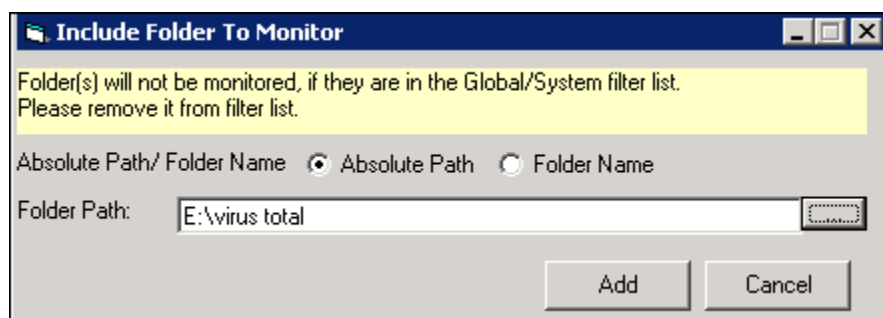 Include Folder To Monitor
Folder(s) will not be monitored, if they are in the Global/System filter list.
Please remove it from filter list.
Absolute Path/ Folder Name Absolute Path Folder Name
Folder Path: E:\virus total ...
Add Cancel